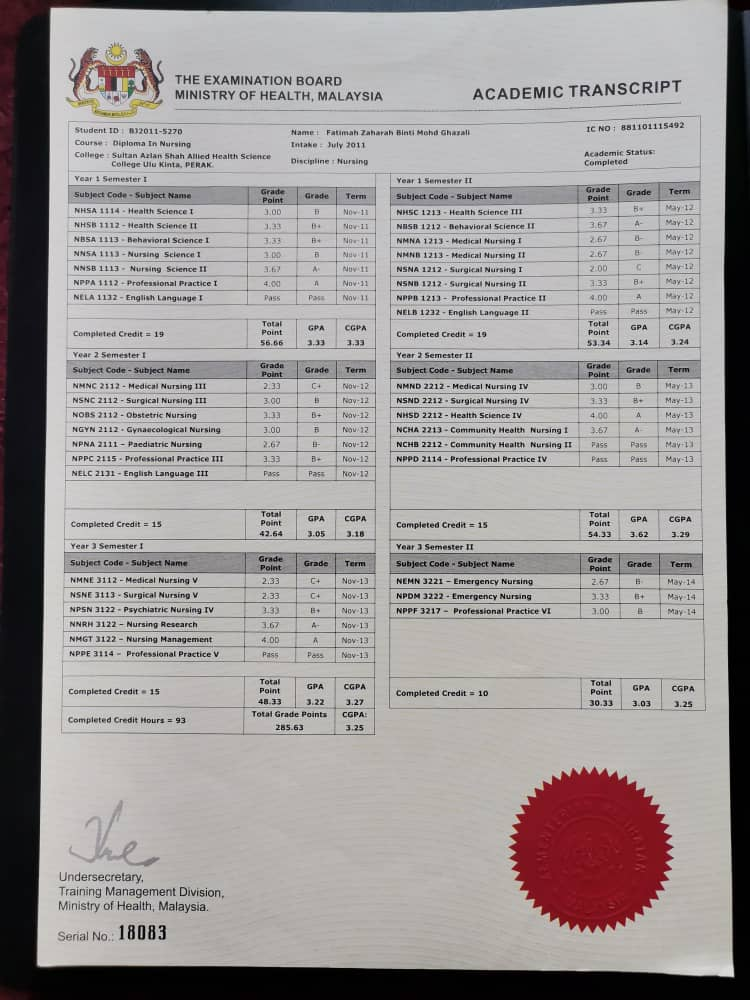 THE EXAMINATION BOARD
MINISTRY OF HEALTH, MALAYSIA
ACADEMIC TRANSCRIPT
Student ID : BJ2011-5270
Name : Fatimah Zaharah Binti Mohd Ghazali
IC NO : 881101115492
Course : Diploma In Nursing
Intake : July 2011
College : Sultan Azlan Shah Allied Health Science
College Ulu Kinta, PERAK.
Discipline : Nursing
Academic Status:
Completed
Year 1 Semester I
Subject Code - Subject Name Grade Point Grade Term
NHSA 1114 - Health Science I 3.00 B Nov-11
NHSB 1112 - Health Science II 3.33 B+ Nov-11
NBSA 1113 - Behavioral Science I 3.33 B+ Nov-11
NNSA 1113 - Nursing Science I 3.00 B Nov-11
NNSB 1113 - Nursing Science II 3.67 A- Nov-11
NPPA 1112 - Professional Practice I 4.00 A Nov-11
NELA 1132 - English Language I Pass Pass Nov-11
Completed Credit = 19 Total Point GPA CGPA
56.66 3.33 3.33
Year 1 Semester II
Subject Code - Subject Name Grade Point Grade Term
NHSC 1213 - Health Science III 3.33 B+ May-12
NBSB 1212 - Behavioral Science II 3.67 A- May-12
NMNA 1213 - Medical Nursing I 2.67 B- May-12
NMNB 1213 - Medical Nursing II 2.67 B- May-12
NSNA 1212 - Surgical Nursing I 2.00 C May-12
NSNB 1212 - Surgical Nursing II 3.33 B+ May-12
NPPB 1213 - Professional Practice II 4.00 A May-12
NELB 1232 - English Language II Pass Pass May-12
Completed Credit = 19 Total Point GPA CGPA
53.34 3.14 3.24
Year 2 Semester I
Subject Code - Subject Name Grade Point Grade Term
NMNC 2112 - Medical Nursing III 2.33 C+ Nov-12
NSNC 2112 - Surgical Nursing III 3.00 B Nov-12
NOBS 2112 - Obstetric Nursing 3.33 B+ Nov-12
NGYN 2112 - Gynaecological Nursing 3.00 B Nov-12
NPNA 2111 – Paediatric Nursing 2.67 B- Nov-12
NPPC 2115 - Professional Practice III 3.33 B+ Nov-12
NELC 2131 - English Language III Pass Pass Nov-12
Completed Credit = 15 Total Point GPA CGPA
42.64 3.05 3.18
Year 2 Semester II
Subject Code - Subject Name Grade Point Grade Term
NMND 2212 - Medical Nursing IV 3.00 B May-13
NSND 2212 - Surgical Nursing IV 3.33 B+ May-13
NHSD 2212 - Health Science IV 4.00 A May-13
NCHA 2213 - Community Health Nursing I 3.67 A- May-13
NCHB 2212 - Community Health Nursing II Pass Pass May-13
NPPD 2114 - Professional Practice IV Pass Pass May-13
Completed Credit = 15 Total Point GPA CGPA
54.33 3.62 3.29
Year 3 Semester I
Subject Code - Subject Name Grade Point Grade Term
NMNE 3112 - Medical Nursing V 2.33 C+ Nov-13
NSNE 3113 - Surgical Nursing V 2.33 C+ Nov-13
NPSN 3122 - Psychiatric Nursing IV 3.33 B+ Nov-13
NNRH 3122 – Nursing Research 3.67 A- Nov-13
NMGT 3122 – Nursing Management 4.00 A Nov-13
NPPE 3114 – Professional Practice V Pass Pass Nov-13
Completed Credit = 15 Total Point GPA CGPA
48.33 3.22 3.27
Completed Credit Hours = 93 Total Grade Points CGPA:
285.63 3.25
Year 3 Semester II
Subject Code - Subject Name Grade Point Grade Term
NEMN 3221 – Emergency Nursing 2.67 B- May-14
NPDM 3222 - Emergency Nursing 3.33 B+ May-14
NPPF 3217 – Professional Practice VI 3.00 B May-14
Completed Credit = 10 Total Point GPA CGPA
30.33 3.03 3.25
Undersecretary,
Training Management Division,
Ministry of Health, Malaysia.
Serial No.: 18083